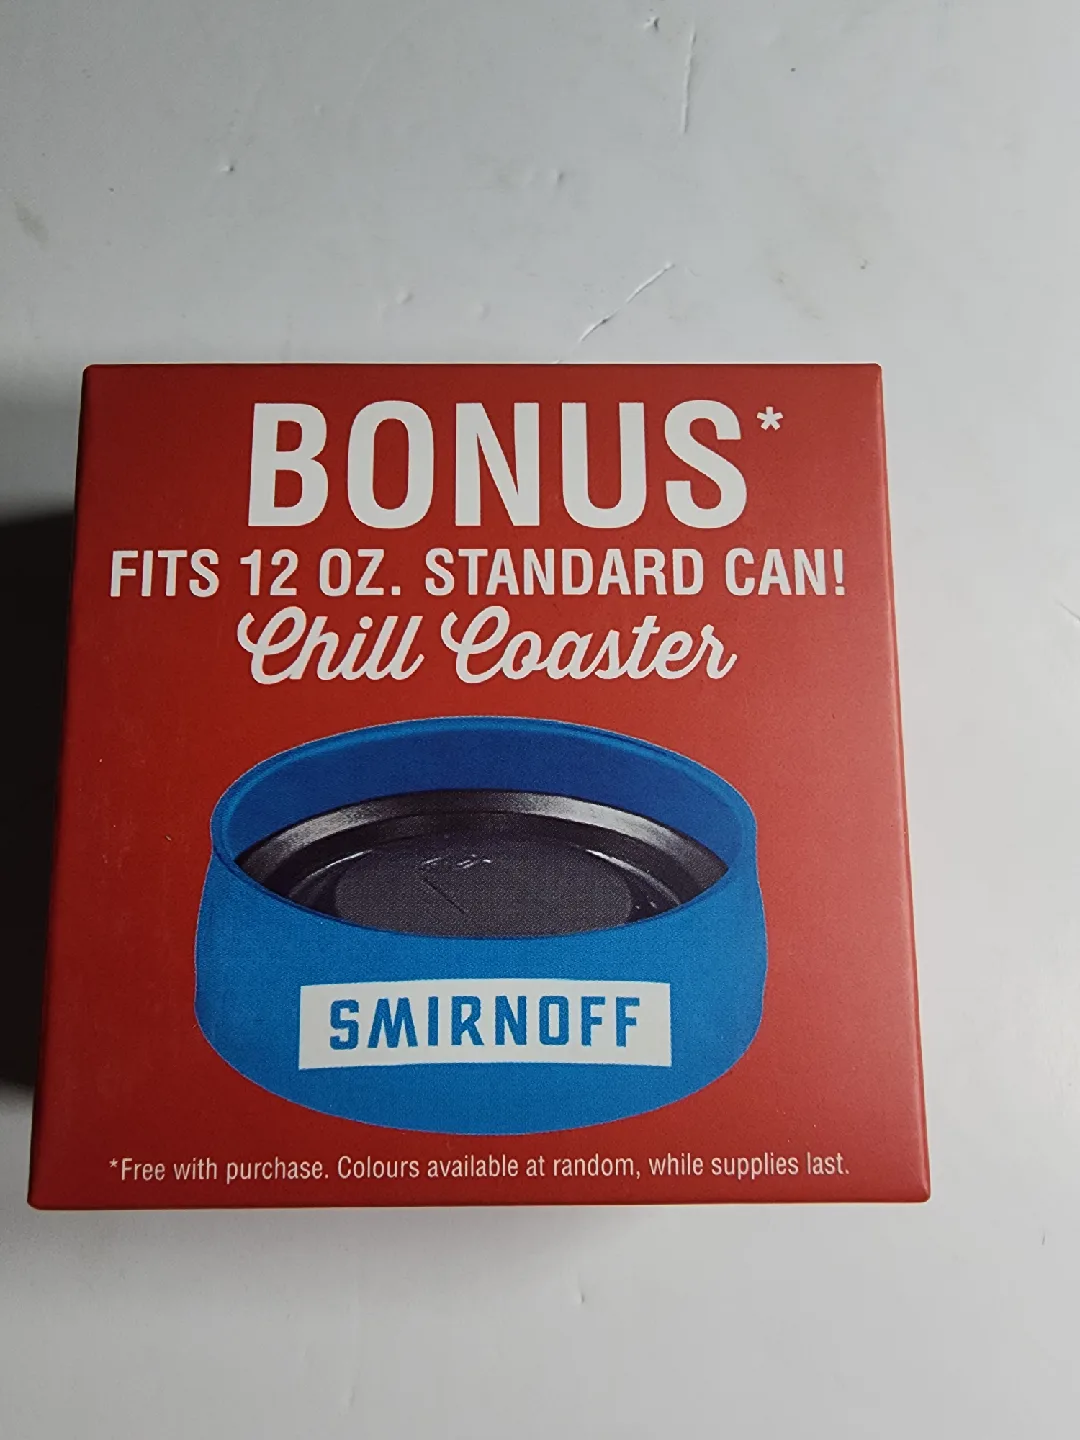 BONUS*
FITS 12 OZ. STANDARD CAN!
Chill Coaster
SMIRNOFF
*Free with purchase. Colours available at random, while supplies last.